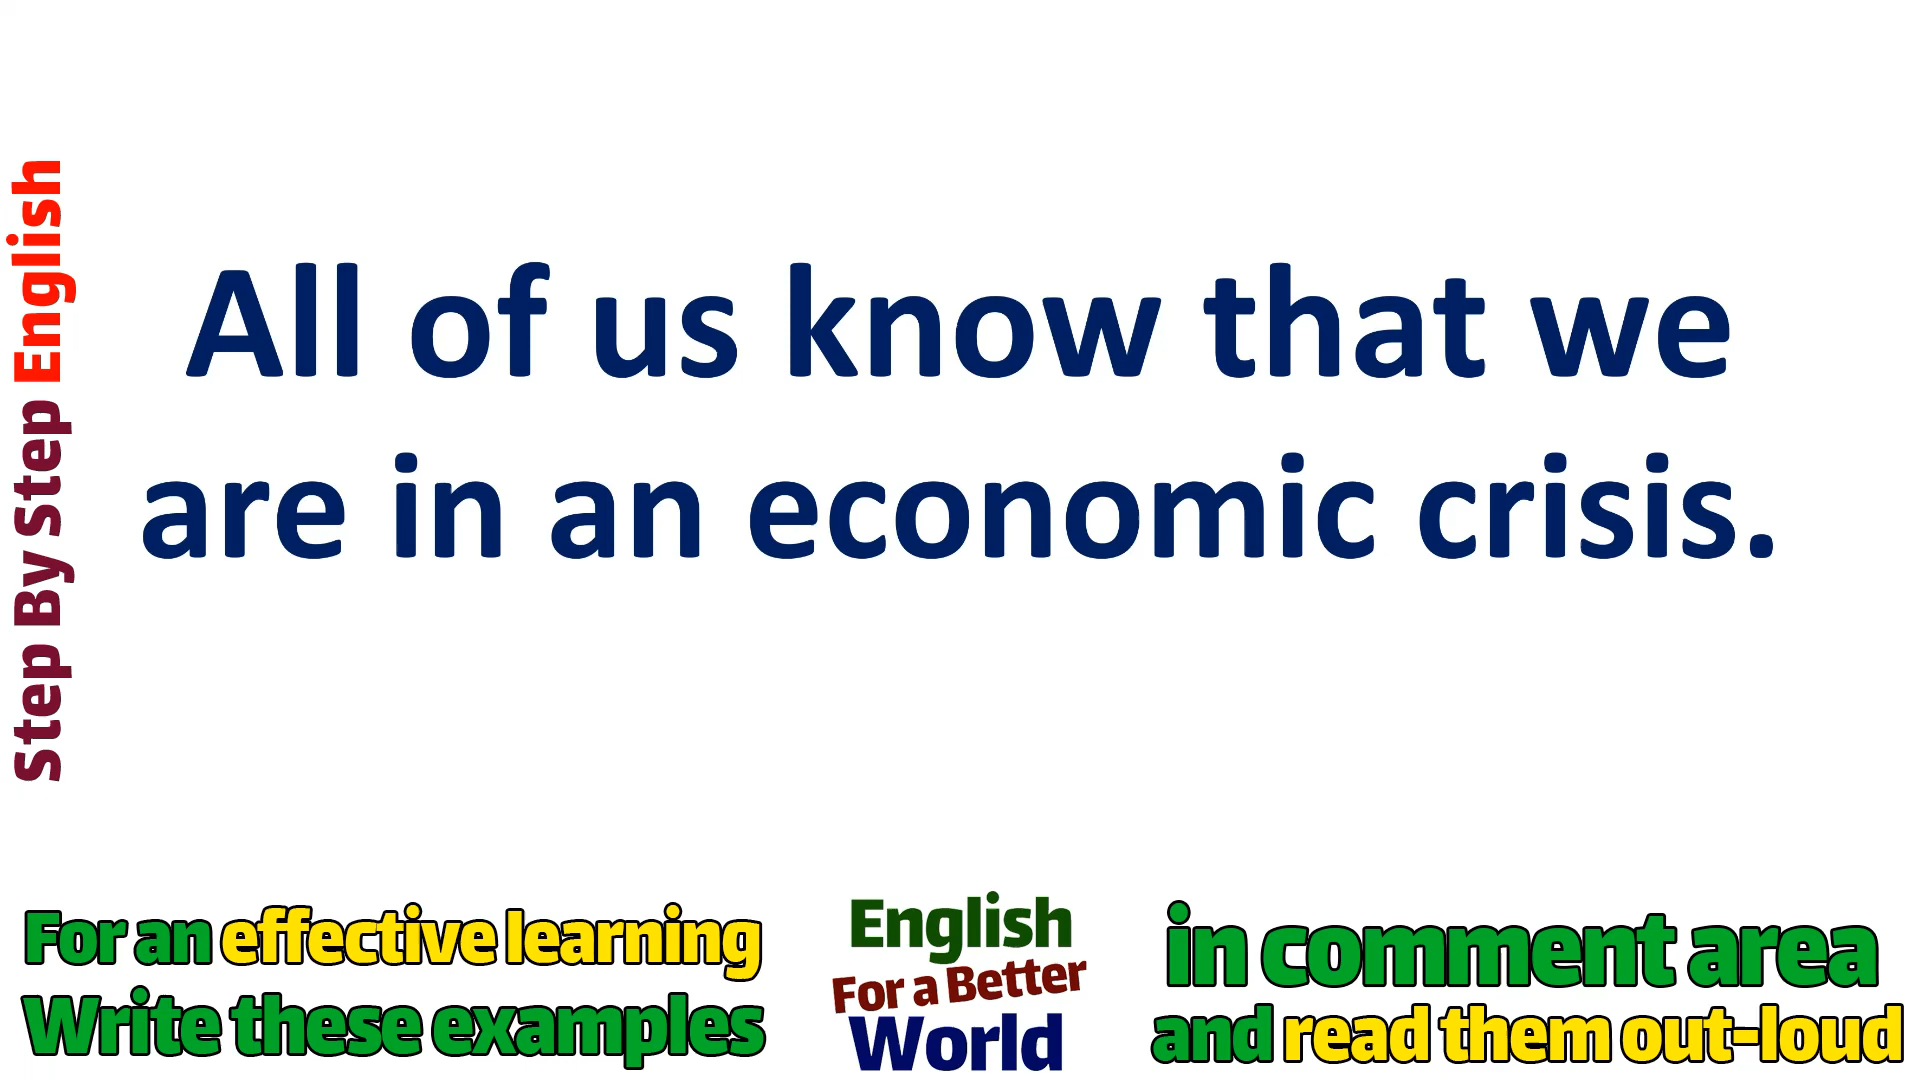 Step By Step English
All of us know that we
are in an economic crisis.
For an effective learning
Write these examples
English
For a Better
World
in comment area
and read them out-loud